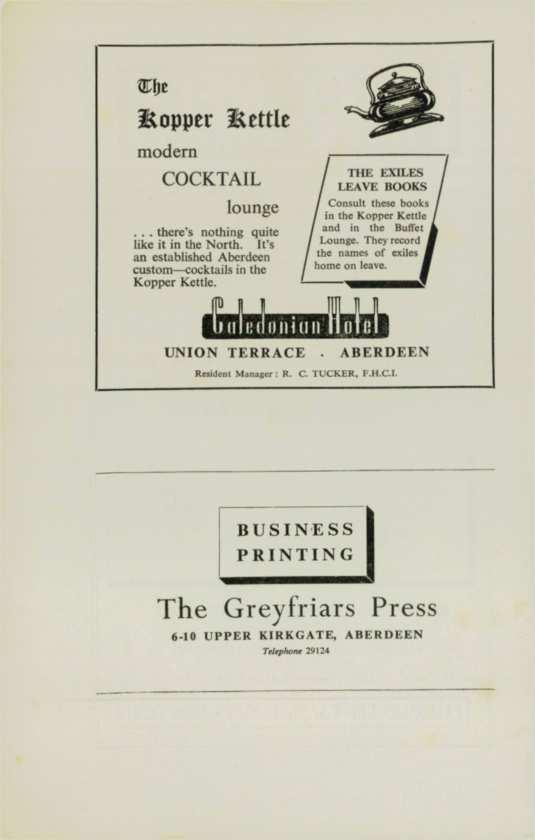 The
Kopper Kettle
modern
COCKTAIL
lounge
. . . there's nothing quite
like it in the North. It's
an established Aberdeen
custom—cocktails in the
Kopper Kettle.
THE EXILES
LEAVE BOOKS
Consult these books
in the Kopper Kettle
and in the Buffet
Lounge. They record
the names of exiles
home on leave.
Caledonian Hotel
UNION TERRACE . ABERDEEN
Resident Manager : R. C. TUCKER, F.H.C.I.
BUSINESS
PRINTING
The Greyfriars Press
6-10 UPPER KIRKGATE, ABERDEEN
Telephone 29124